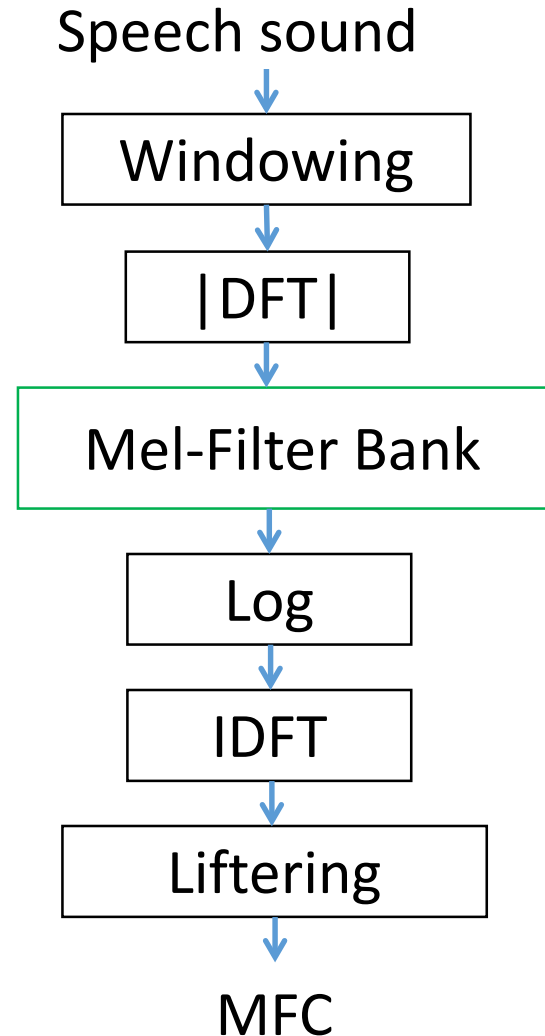 Speech sound
Windowing
|DFT|
Mel-Filter Bank
Log
IDFT
Liftering
MFC